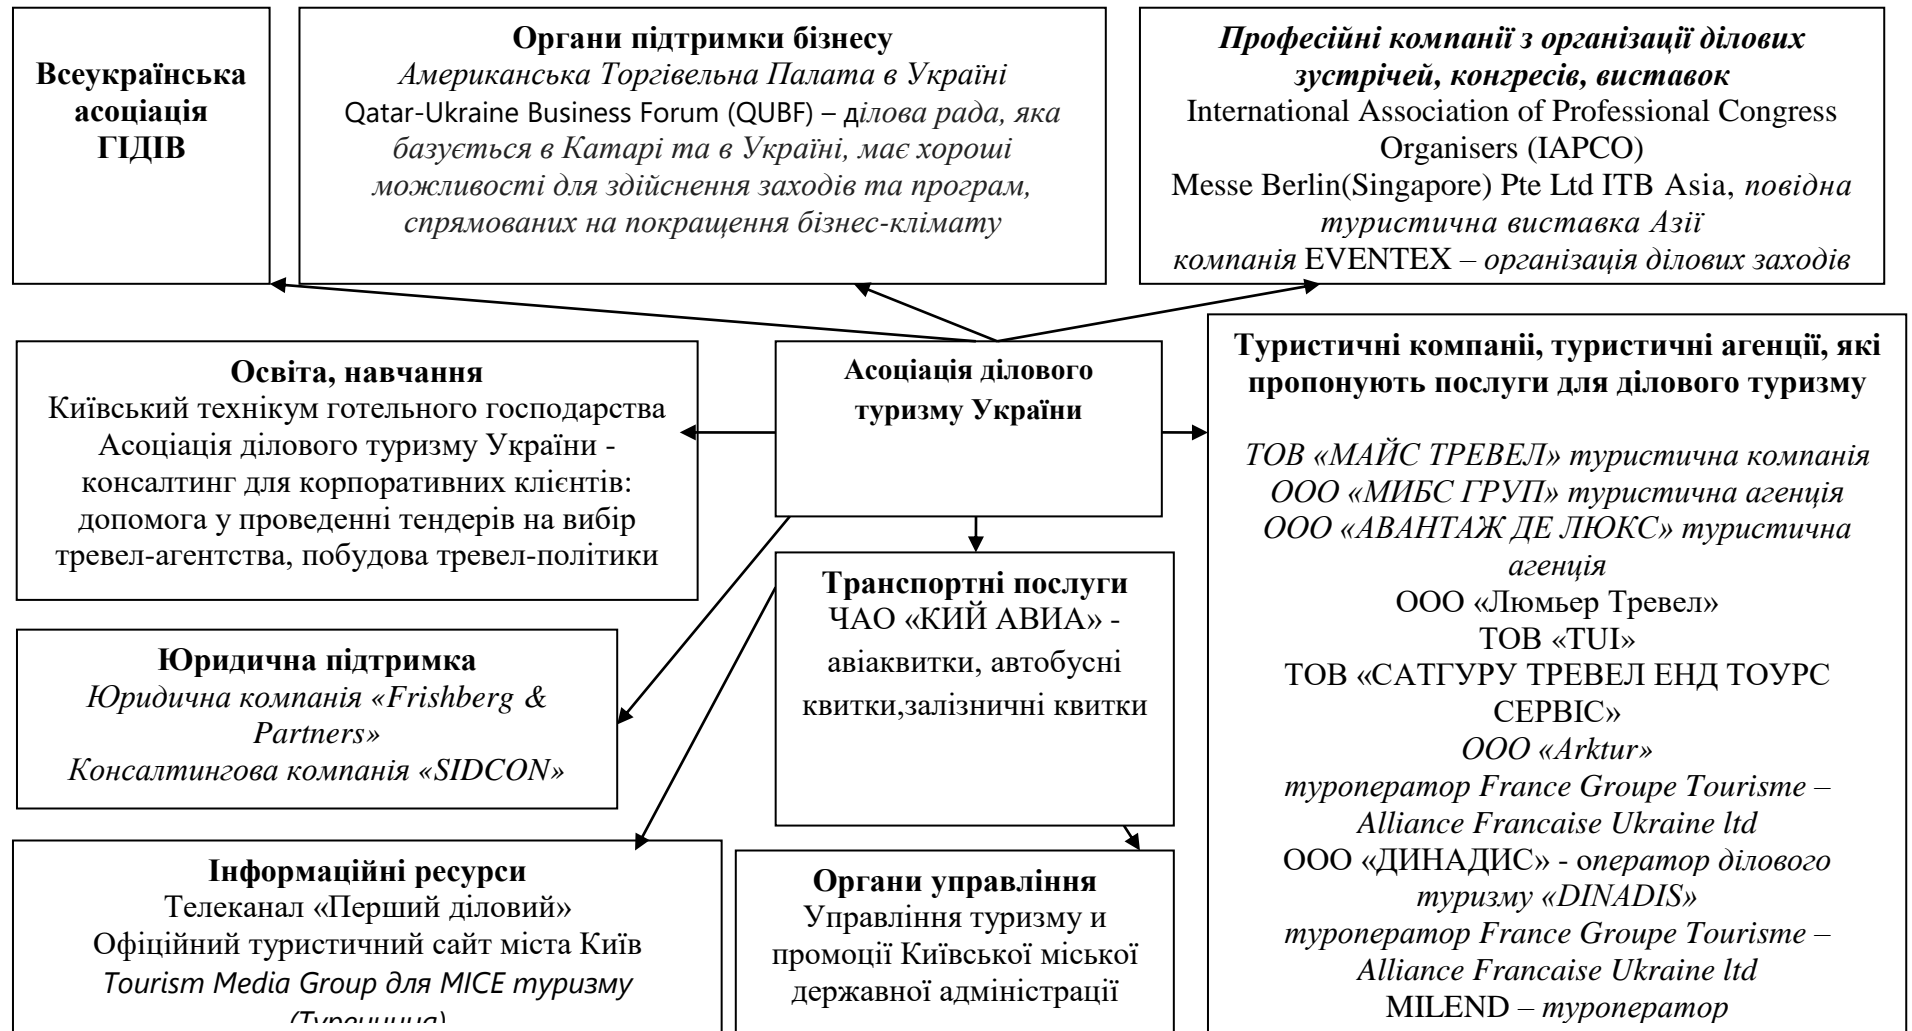 Всеукраїнська
асоціація
ГІДІВ
Органи підтримки бізнесу
Американська Торгівельна Палата в Україні
Qatar-Ukraine Business Forum (QUBF) – ділова рада, яка
базується в Катарі та в Україні, має хороші
можливості для здійснення заходів та програм,
спрямованих на покращення бізнес-клімату
Професійні компанії з організації ділових
зустрічей, конгресів, виставок
International Association of Professional Congress
Organisers (IAPCO)
Messe Berlin(Singapore) Pte Ltd ITB Asia, повідна
туристична виставка Азії
компанія EVENTEX – організація ділових заходів
Освіта, навчання
Київський технікум готельного господарства
Асоціація ділового туризму України -
консалтинг для корпоративних клієнтів:
допомога у проведенні тендерів на вибір
тревел-агентства, побудова тревел-політики
Асоціація ділового
туризму України
Туристичні компанії, туристичні агенції, які
пропонують послуги для ділового туризму
ТОВ «МАЙС ТРЕВЕЛ» туристична компанія
ООО «МИБС ГРУП» туристична агенція
ООО «АВАНТАЖ ДЕ ЛЮКС» туристична
агенція
ООО «Люмьер Тревел»
ТОВ «TUI»
ТОВ «САТГУРУ ТРЕВЕЛ ЕНД ТОУРС
СЕРВІС»
ООО «Arktur»
туроператор France Groupe Tourisme –
Alliance Francaise Ukraine ltd
ООО «ДИНАДИС» - оператор ділового
туризму «DINADIS»
туроператор France Groupe Tourisme –
Alliance Francaise Ukraine ltd
MILEND – туроператор
Юридична підтримка
Юридична компанія «Frishberg &
Partners»
Консалтингова компанія «SIDCON»
Транспортні послуги
ЧАО «КИЙ АВИА» -
авіаквитки, автобусні
квитки,залізничні квитки
Інформаційні ресурси
Телеканал «Перший діловий»
Офіційний туристичний сайт міста Київ
Tourism Media Group для MICE туризму
Органи управління
Управління туризму и
промоції Київської міської
державної адміністрації